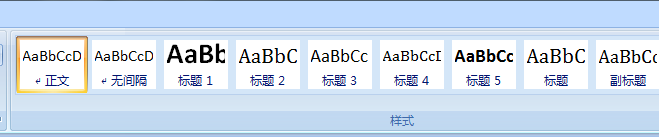 AaBbCcD AaBbCcD AaBb AaBbC AaBbCc AaBbCcI AaBbCc AaBbC AaBbCc
↲ 正文 ↲ 无间隔 标题 1 标题 2 标题 3 标题 4 标题 5 标题 副标题
样式